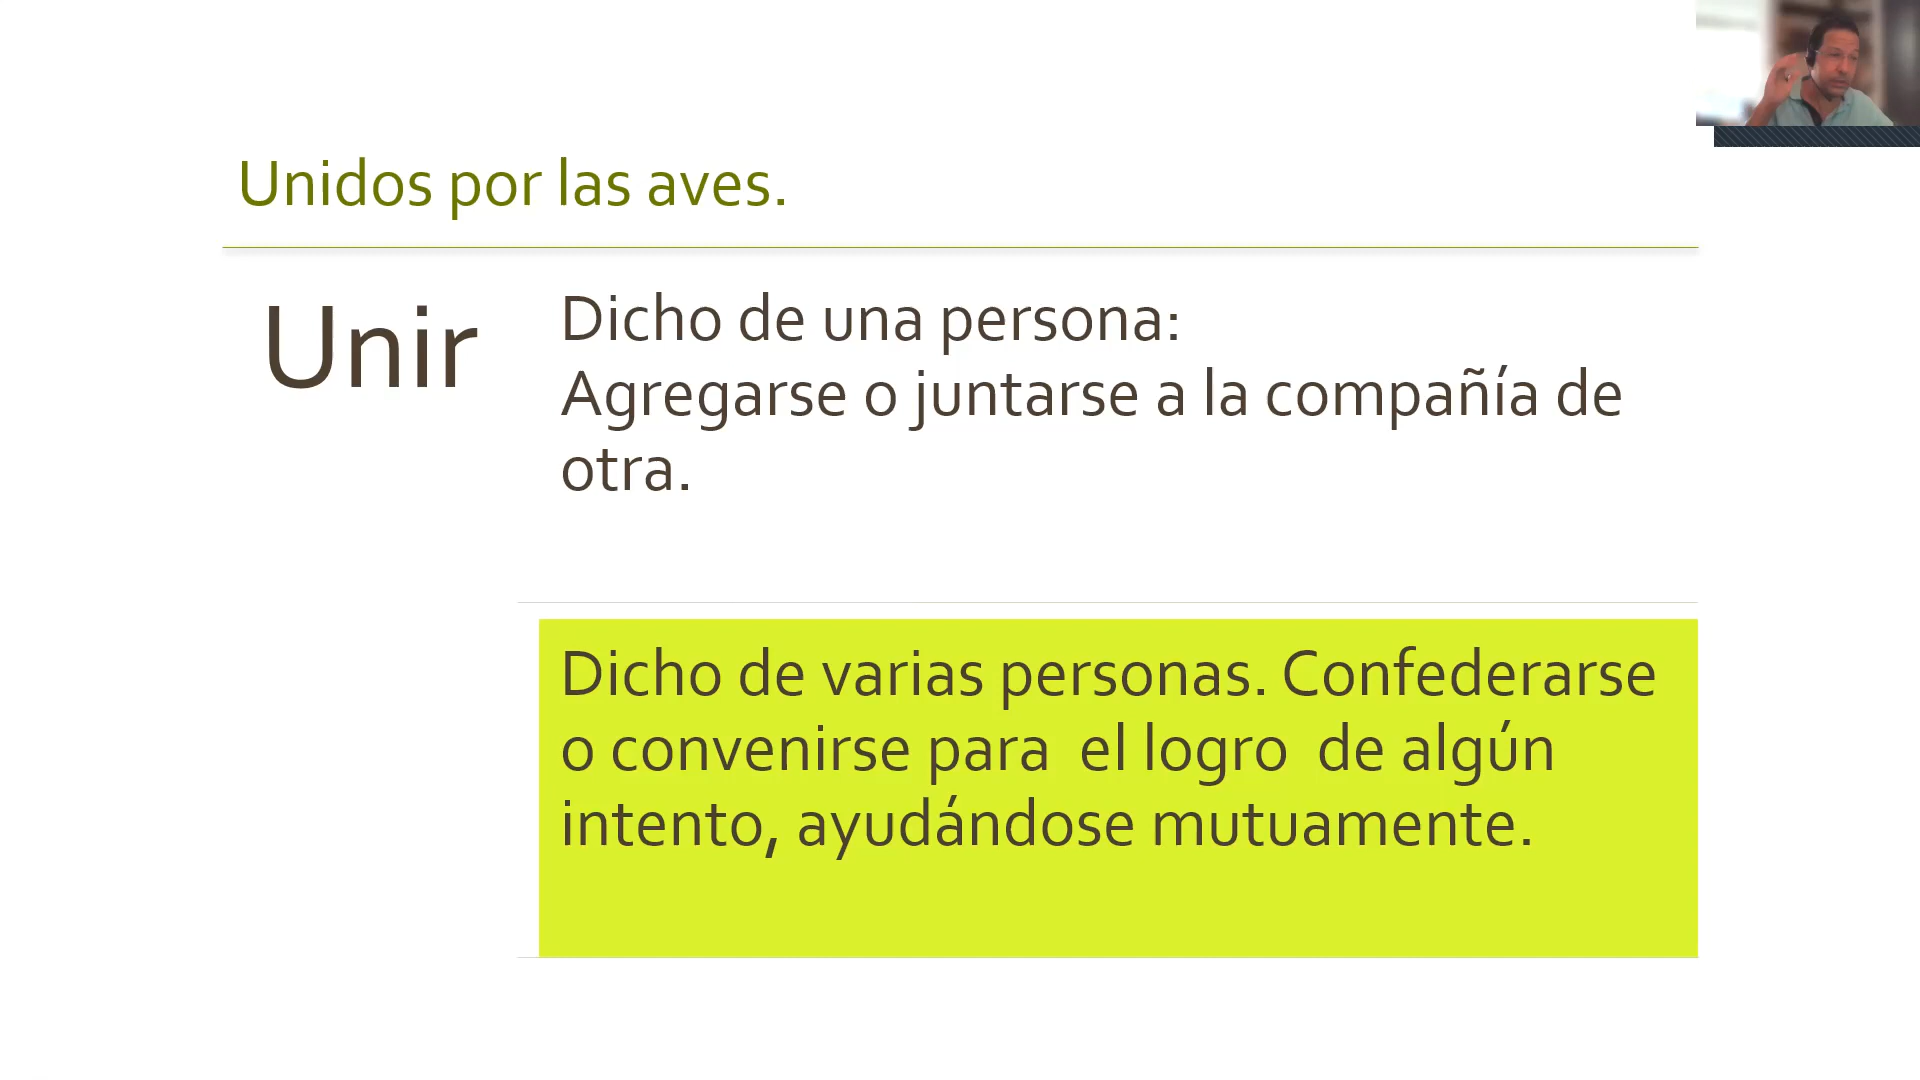 Unidos por las aves.
Unir
Dicho de una persona:
Agregarse o juntarse a la compañía de
otra.
Dicho de varias personas. Confederarse
o convenirse para  el logro  de algún
intento, ayudándose mutuamente.